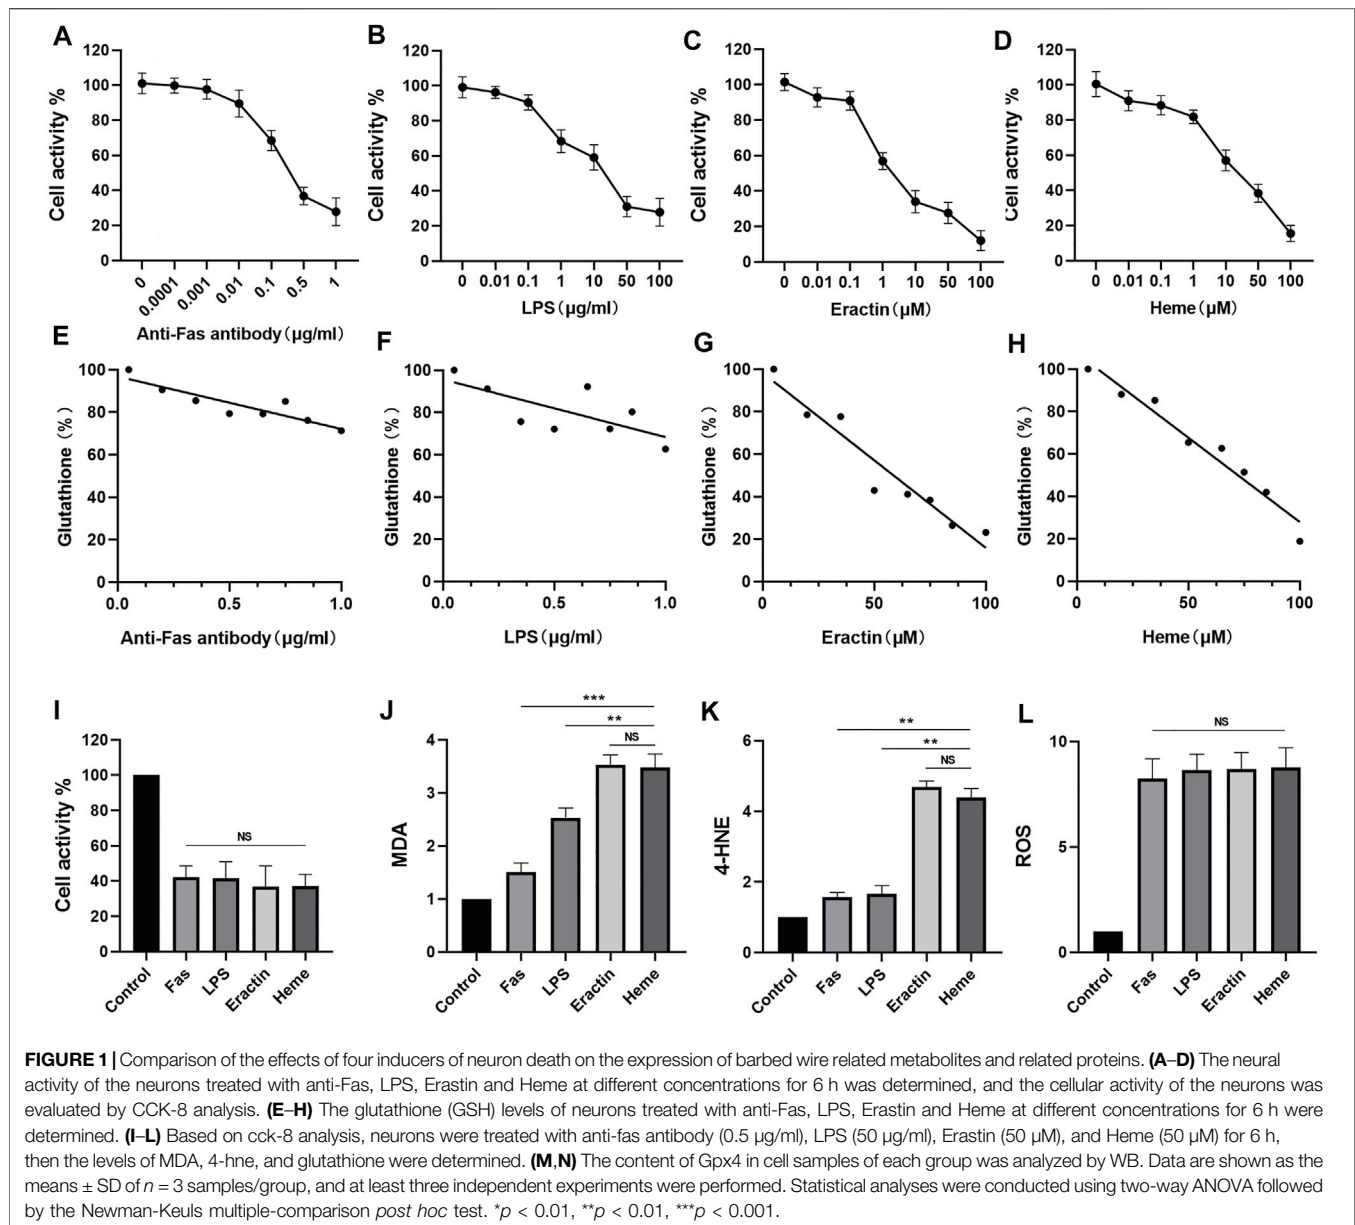 A
120
100
80
60
40
20
0
Cell activity %
0
0.0001
0.001
0.01
0.1
0.5
1
Anti-Fas antibody (μg/ml)
B
120
100
80
60
40
20
0
Cell activity %
0 0.01 0.1 1 10 50 100
LPS (μg/ml)
C
120
100
80
60
40
20
0
Cell activity %
0 0.01 0.1 1 10 50 100
Eractin (μM)
D
120
100
80
60
40
20
0
Cell activity %
0 0.01 0.1 1 10 50 100
Heme (μM)
E
100
80
60
40
20
0
Glutathione (%)
0.0 0.5 1.0
Anti-Fas antibody (μg/ml)
F
100
80
60
40
20
0
Glutathione (%)
0.0 0.5 1.0
LPS (μg/ml)
G
100
80
60
40
20
0
Glutathione (%)
0 50 100
Eractin (μM)
H
100
80
60
40
20
0
Glutathione (%)
0 50 100
Heme (μM)
I
120
100
80
60
40
20
0
Cell activity %
NS
Control
Fas
LPS
Eractin
Heme
J
***
**
NS
4
3
2
1
0
MDA
Control
Fas
LPS
Eractin
Heme
K
**
**
NS
6
4
2
0
4-HNE
Control
Fas
LPS
Eractin
Heme
L
NS
10
5
0
ROS
Control
Fas
LPS
Eractin
Heme
FIGURE 1 | Comparison of the effects of four inducers of neuron death on the expression of barbed wire related metabolites and related proteins. (A–D) The neural
activity of the neurons treated with anti-Fas, LPS, Erastin and Heme at different concentrations for 6 h was determined, and the cellular activity of the neurons was
evaluated by CCK-8 analysis. (E–H) The glutathione (GSH) levels of neurons treated with anti-Fas, LPS, Erastin and Heme at different concentrations for 6 h were
determined. (I–L) Based on cck-8 analysis, neurons were treated with anti-fas antibody (0.5 μg/ml), LPS (50 μg/ml), Erastin (50 μM), and Heme (50 μM) for 6 h,
then the levels of MDA, 4-hne, and glutathione were determined. (M,N) The content of Gpx4 in cell samples of each group was analyzed by WB. Data are shown as the
means ± SD of n = 3 samples/group, and at least three independent experiments were performed. Statistical analyses were conducted using two-way ANOVA followed
by the Newman-Keuls multiple-comparison post hoc test. *p < 0.01, **p < 0.01, ***p < 0.001.